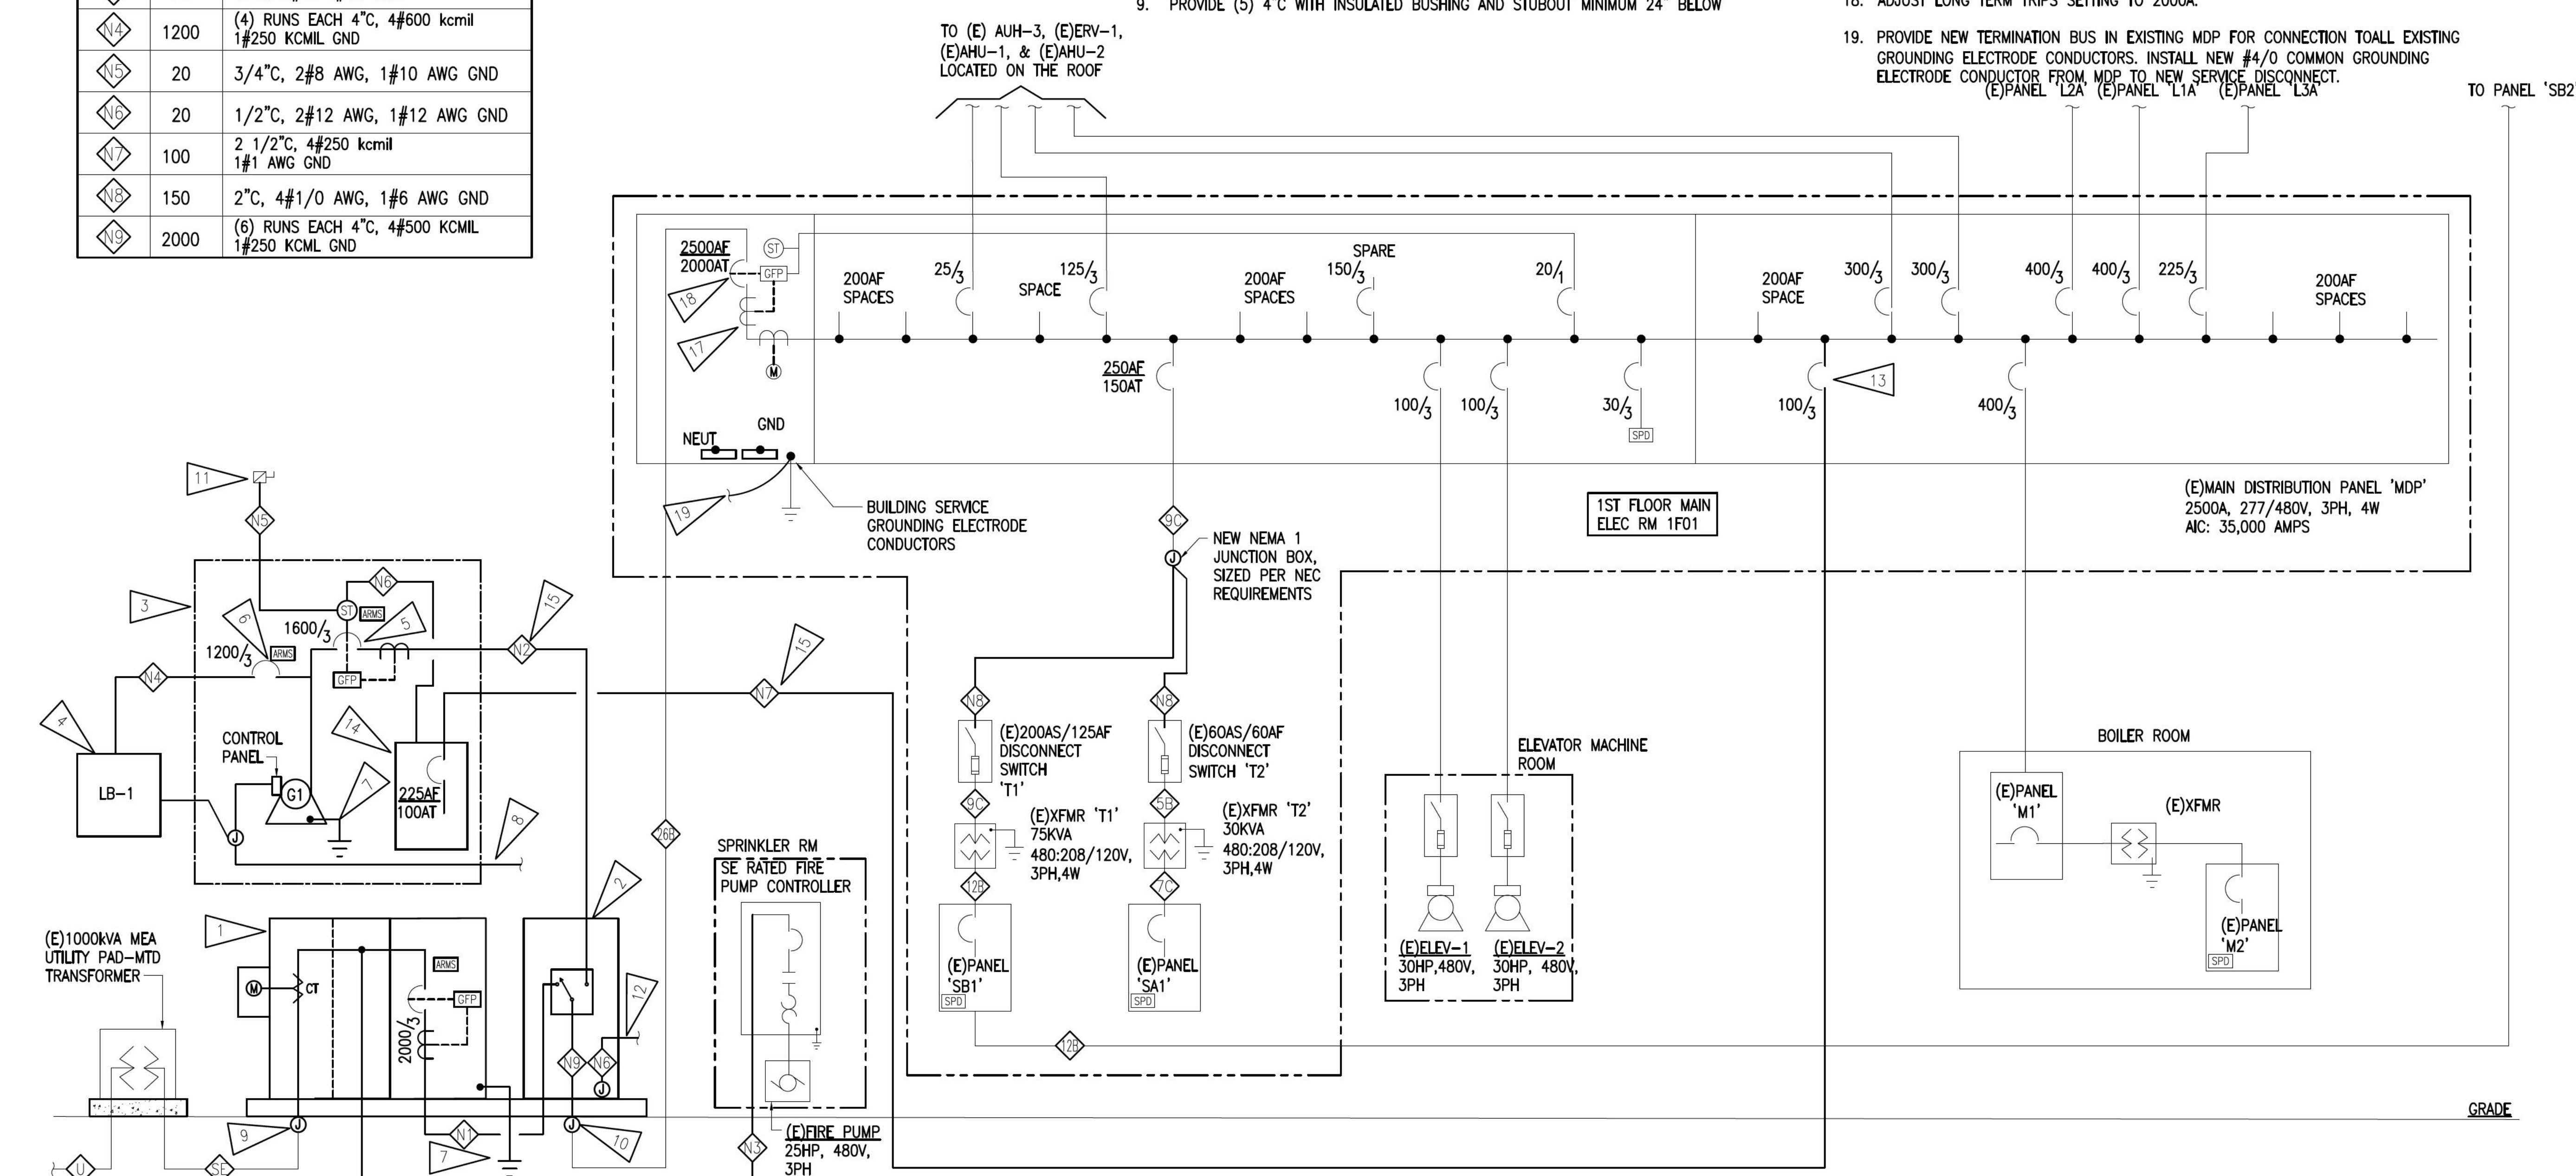 N4 1200 (4) RUNS EACH 4"C, 4#600 kcmil
1#250 KCMIL GND
N5 20 3/4"C, 2#8 AWG, 1#10 AWG GND
N6 20 1/2"C, 2#12 AWG, 1#12 AWG GND
N7 100 2 1/2"C, 4#250 kcmil
1#1 AWG GND
N8 150 2"C, 4#1/0 AWG, 1#6 AWG GND
N9 2000 (6) RUNS EACH 4"C, 4#500 KCMIL
1#250 KCML GND
9. PROVIDE (5) 4"C WITH INSULATED BUSHING AND STUBOUT MINIMUM 24" BELOW
18. ADJUST LONG TERM TRIPS SETTING TO 2000A.
19. PROVIDE NEW TERMINATION BUS IN EXISTING MDP FOR CONNECTION TOALL EXISTING
GROUNDING ELECTRODE CONDUCTORS. INSTALL NEW #4/0 COMMON GROUNDING
ELECTRODE CONDUCTOR FROM MDP TO NEW SERVICE DISCONNECT.
TO (E) AUH-3, (E)ERV-1,
(E)AHU-1, & (E)AHU-2
LOCATED ON THE ROOF
(E)PANEL 'L2A' (E)PANEL 'L1A' (E)PANEL 'L3A'
TO PANEL 'SB2'
2500AF
2000AT
ST
GFP
18
17
M
200AF
SPACES
25/3
SPACE
125/3
200AF
SPACES
SPARE
150/3
20/1
200AF
SPACE
300/3
300/3
400/3
400/3
225/3
200AF
SPACES
250AF
150AT
100/3
100/3
30/3
SPD
100/3
13
400/3
NEUT
GND
19
BUILDING SERVICE
GROUNDING ELECTRODE
CONDUCTORS
1ST FLOOR MAIN
ELEC RM 1F01
(E)MAIN DISTRIBUTION PANEL 'MDP'
2500A, 277/480V, 3PH, 4W
AIC: 35,000 AMPS
9C
J
NEW NEMA 1
JUNCTION BOX,
SIZED PER NEC
REQUIREMENTS
11
N5
3
N6
ST
ARMS
5
6
1600/3
1200/3
ARMS
GFP
15
N2
15
N7
N4
4
LB-1
CONTROL
PANEL
G1
7
14
225AF
100AT
8
J
26B
N8
(E)200AS/125AF
DISCONNECT
SWITCH
'T1'
9C
(E)XFMR 'T1'
75KVA
480:208/120V,
3PH,4W
12B
(E)PANEL
'SB1'
SPD
12B
N8
(E)60AS/60AF
DISCONNECT
SWITCH 'T2'
5B
(E)XFMR 'T2'
30KVA
480:208/120V,
3PH,4W
7C
(E)PANEL
'SA1'
SPD
ELEVATOR MACHINE
ROOM
(E)ELEV-1
30HP,480V,
3PH
(E)ELEV-2
30HP, 480V,
3PH
BOILER ROOM
(E)PANEL
'M1'
(E)XFMR
(E)PANEL
'M2'
SPD
SPRINKLER RM
SE RATED FIRE
PUMP CONTROLLER
(E)FIRE PUMP
25HP, 480V,
3PH
N3
(E)1000kVA MEA
UTILITY PAD-MTD
TRANSFORMER
1
M
CT
ARMS
GFP
2000/3
2
12
N9
N6
J
J
J
9
10
N1
7
U
SE
GRADE